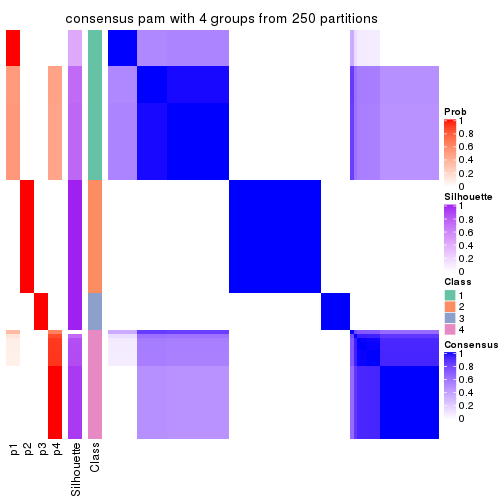 consensus pam with 4 groups from 250 partitions
Prob
1
0.8
0.6
0.4
0.2
0
Silhouette
1
0.8
0.6
0.4
0.2
0
Class
1
2
3
4
Consensus
1
0.8
0.6
0.4
0.2
0
p1
p2
p3
p4
Silhouette
Class